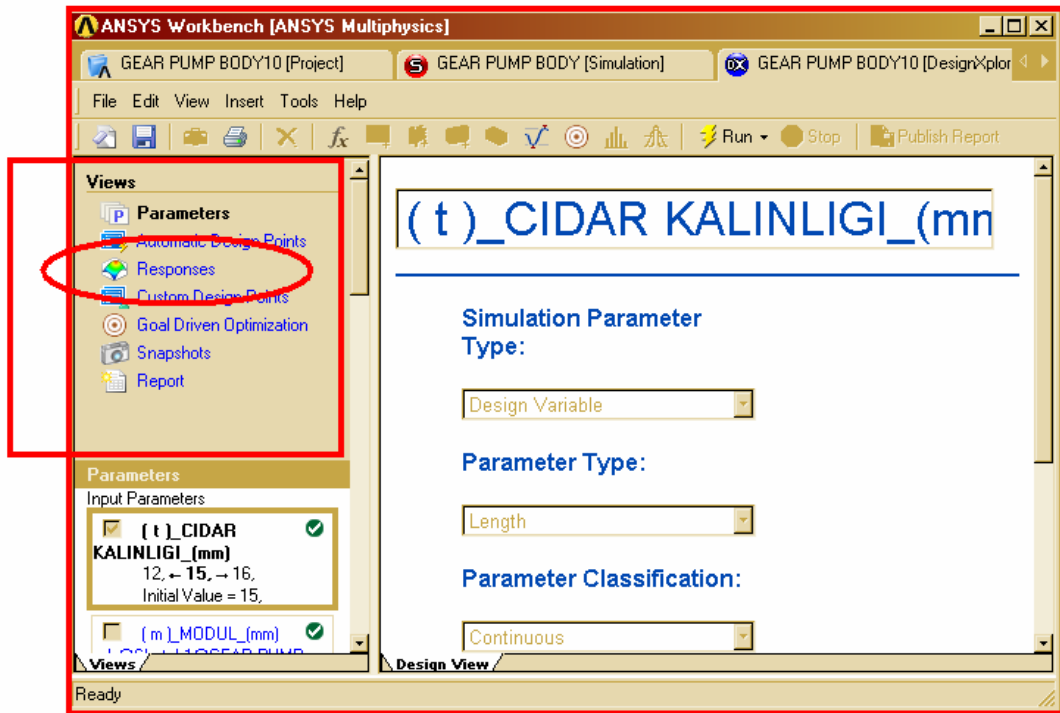 ANSYS Workbench [ANSYS Multiphysics]
GEAR PUMP BODY10 [Project]
GEAR PUMP BODY [Simulation]
GEAR PUMP BODY10 [DesignXplor
File Edit View Insert Tools Help
Run Stop Publish Report
Views
Parameters
Automatic Design Points
Responses
Custom Design Points
Goal Driven Optimization
Snapshots
Report
Parameters
Input Parameters
( t )_CIDAR
KALINLIGI_(mm)
12, ← 15, → 16,
Initial Value = 15,
( m )_MODUL_(mm)
Views
( t )_CIDAR KALINLIGI_(mm
Simulation Parameter
Type:
Design Variable
Parameter Type:
Length
Parameter Classification:
Continuous
Design View
Ready